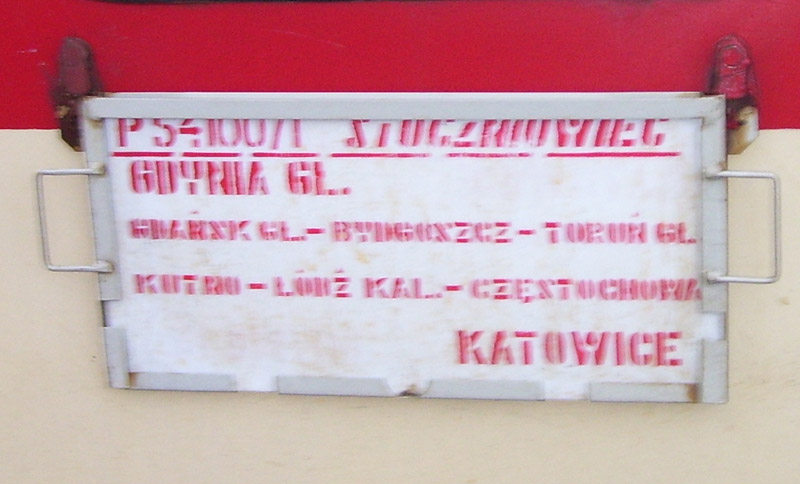 P 54100/1 STOCZNIOWIEC
GDYNIA GŁ.
GDAŃSK GŁ.- BYDGOSZCZ - TORUŃ GŁ.
KUTNO - ŁÓDŹ KAL.- CZĘSTOCHOWA
KATOWICE